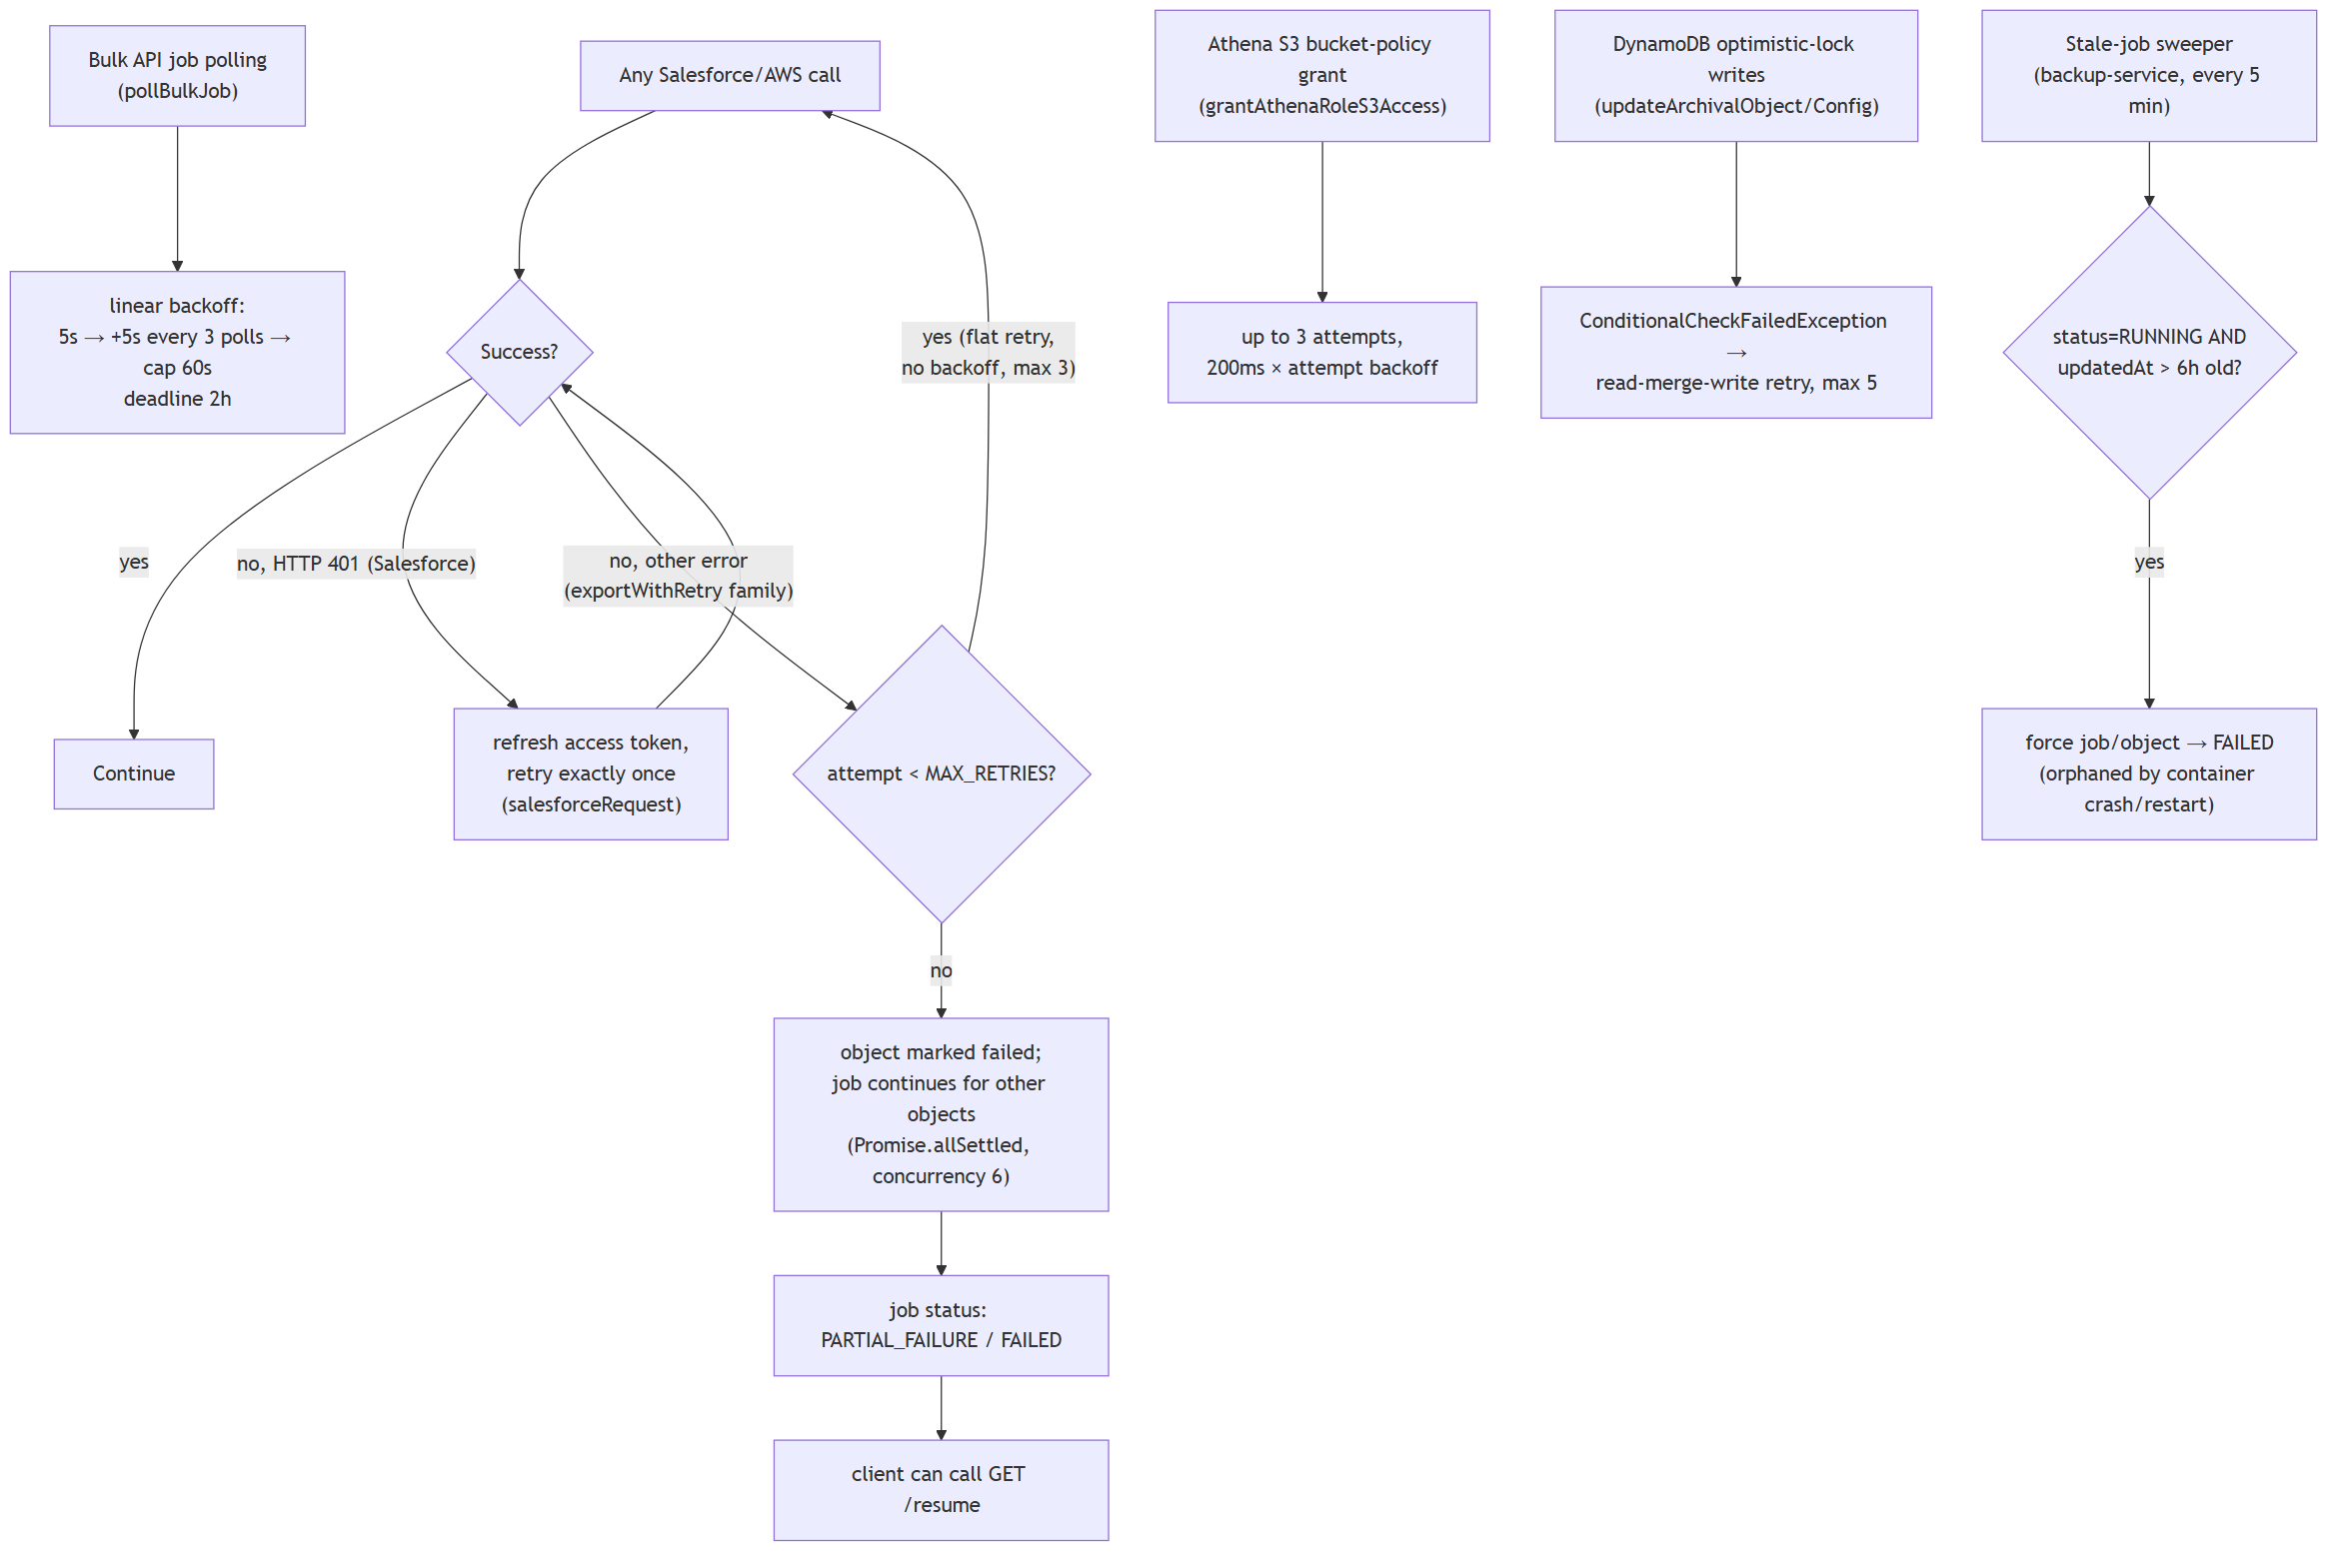 Bulk API job polling
(pollBulkJob)
linear backoff:
5s → +5s every 3 polls →
cap 60s
deadline 2h
Any Salesforce/AWS call
Success?
yes
no, HTTP 401 (Salesforce)
no, other error
(exportWithRetry family)
yes (flat retry,
no backoff, max 3)
Continue
refresh access token,
retry exactly once
(salesforceRequest)
attempt < MAX_RETRIES?
no
object marked failed;
job continues for other
objects
(Promise.allSettled,
concurrency 6)
job status:
PARTIAL_FAILURE / FAILED
client can call GET
/resume
Athena S3 bucket-policy
grant
(grantAthenaRoleS3Access)
up to 3 attempts,
200ms × attempt backoff
DynamoDB optimistic-lock
writes
(updateArchivalObject/Config)
ConditionalCheckFailedException
→
read-merge-write retry, max 5
Stale-job sweeper
(backup-service, every 5
min)
status=RUNNING AND
updatedAt > 6h old?
yes
force job/object → FAILED
(orphaned by container
crash/restart)